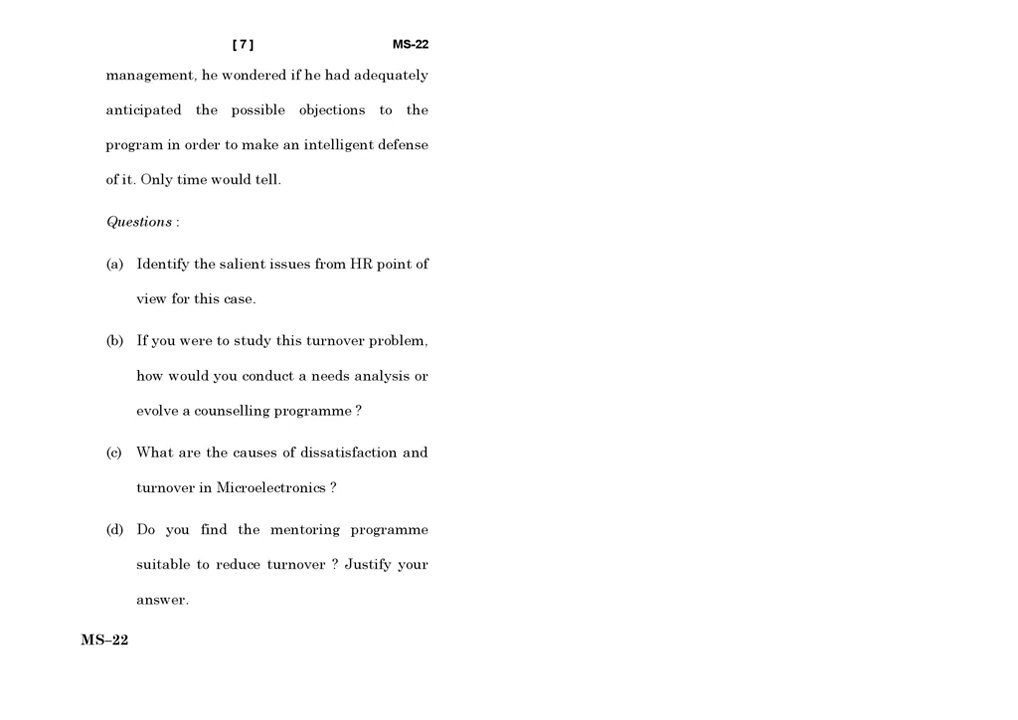 [ 7 ] MS-22
management, he wondered if he had adequately
anticipated the possible objections to the
program in order to make an intelligent defense
of it. Only time would tell.
Questions :
(a) Identify the salient issues from HR point of
view for this case.
(b) If you were to study this turnover problem,
how would you conduct a needs analysis or
evolve a counselling programme ?
(c) What are the causes of dissatisfaction and
turnover in Microelectronics ?
(d) Do you find the mentoring programme
suitable to reduce turnover ? Justify your
answer.
MS–22